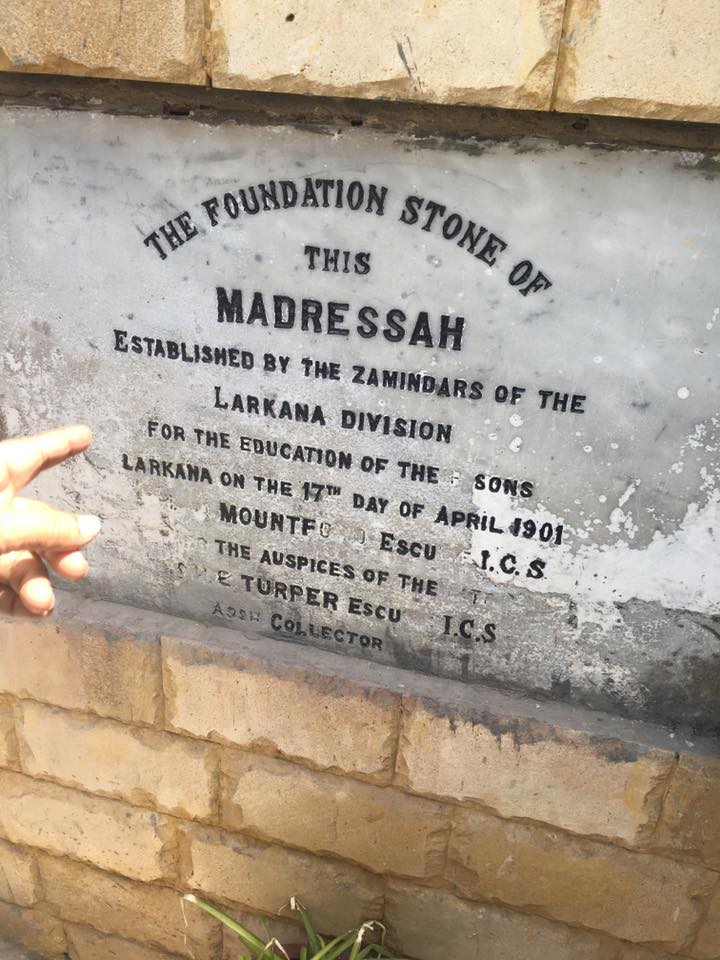 THE FOUNDATION STONE OF
THIS
MADRESSAH
ESTABLISHED BY THE ZAMINDARS OF THE
LARKANA DIVISION
FOR THE EDUCATION OF THE SONS
LARKANA ON THE 17TH DAY OF APRIL 1901
ESCU I.C.S
THE AUSPICES OF THE
TURPER ESCU I.C.S
COLLECTOR